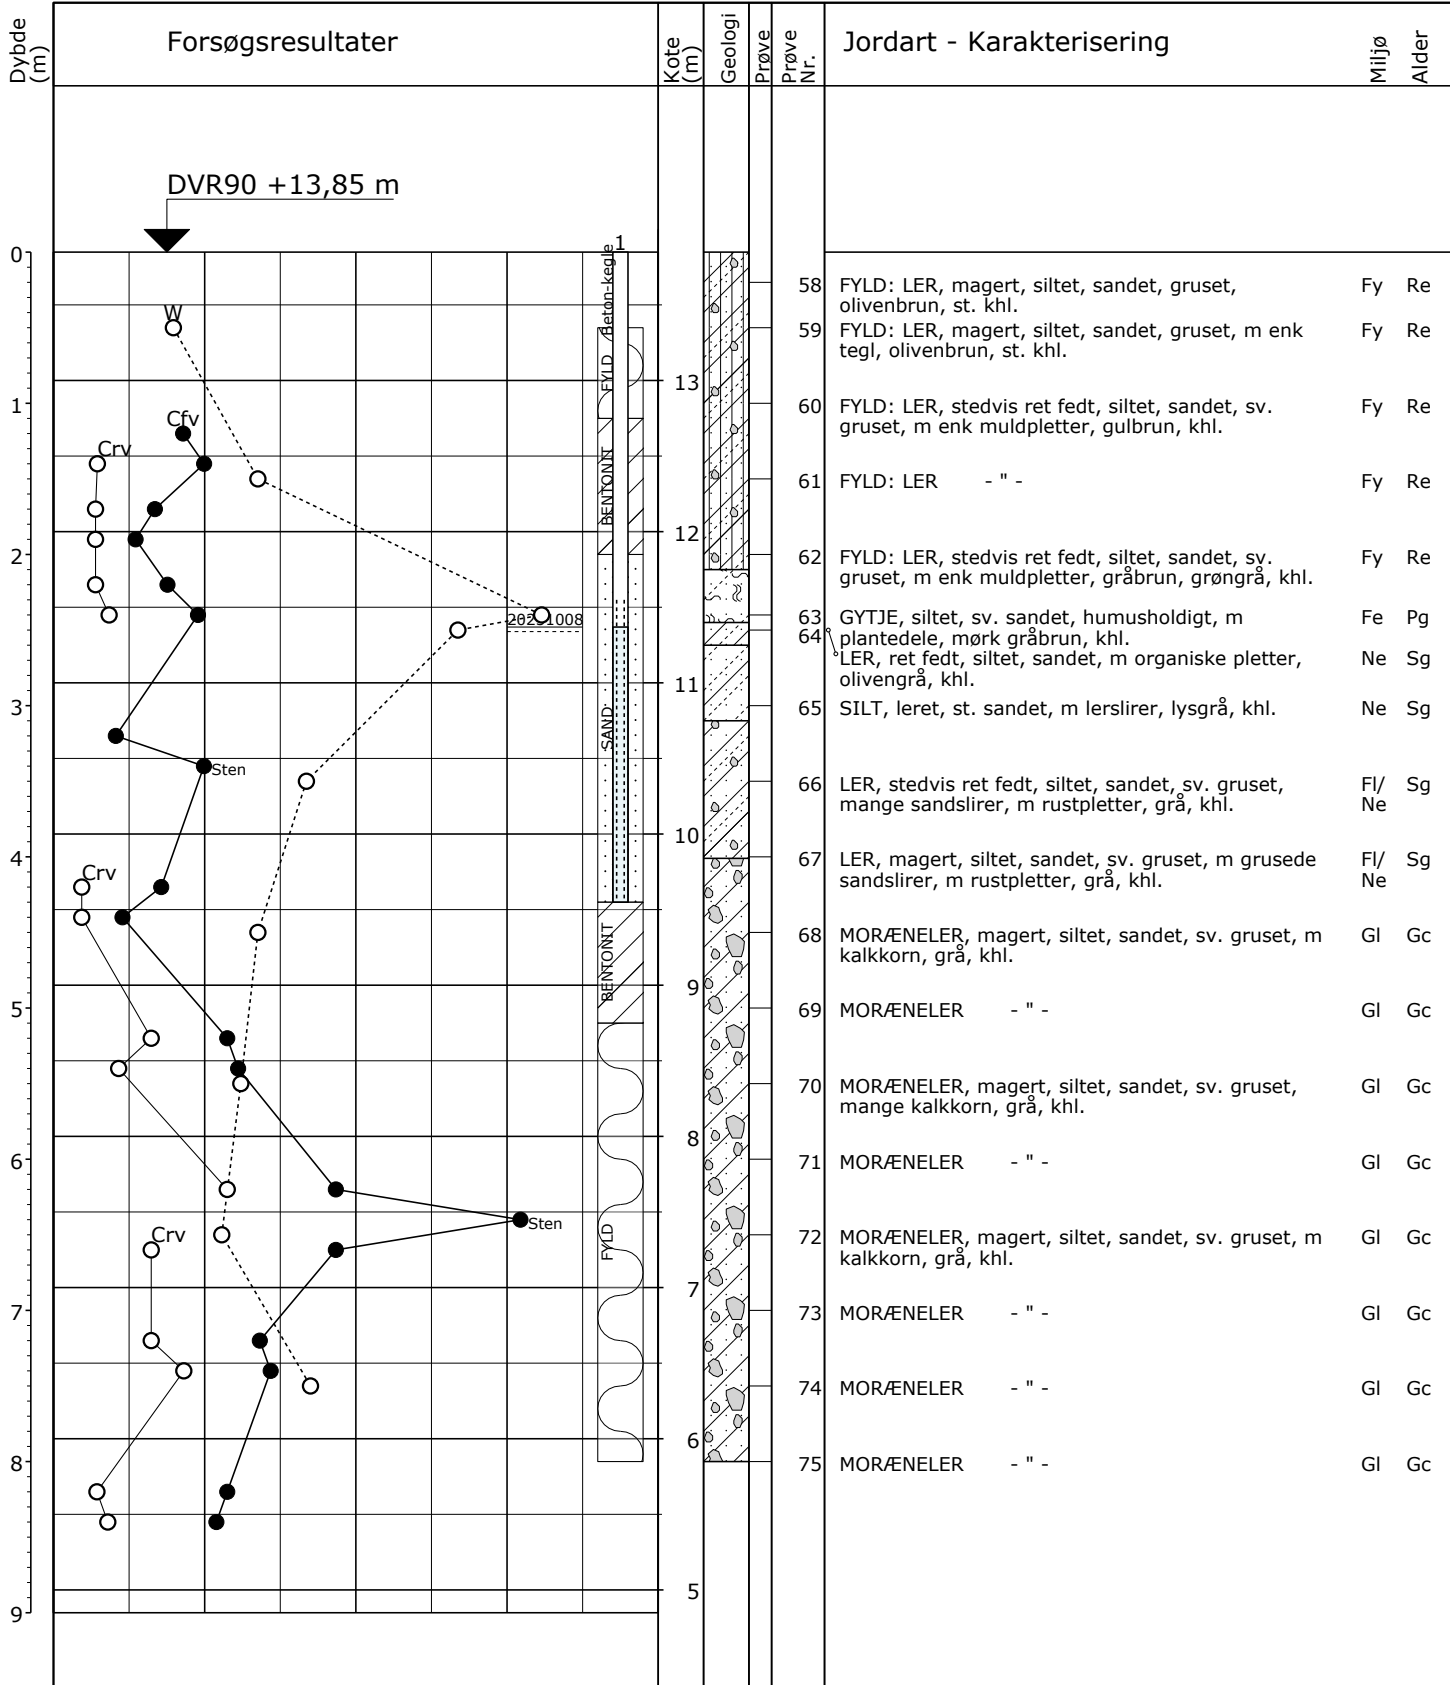 Dybde (m)
Forsøgsresultater
Kote (m)
Geologi
Prøve
Prøve Nr.
Jordart - Karakterisering
Miljø
Alder
DVR90 +13,85 m
0
1
2
3
4
5
6
7
8
9
W
Cfv
Crv
Sten
Crv
Sten
Crv
1
Beton-kegle
FYLD
BENTONIT
SAND
BENTONIT
FYLD
13
12
11
10
9
8
7
6
5
58 FYLD: LER, magert, siltet, sandet, gruset, Fy Re
olivenbrun, st. khl.
59 FYLD: LER, magert, siltet, sandet, gruset, m enk Fy Re
tegl, olivenbrun, st. khl.
60 FYLD: LER, stedvis ret fedt, siltet, sandet, sv. Fy Re
gruset, m enk muldpletter, gulbrun, khl.
61 FYLD: LER - " - Fy Re
62 FYLD: LER, stedvis ret fedt, siltet, sandet, sv. Fy Re
gruset, m enk muldpletter, gråbrun, grøngrå, khl.
63 GYTJE, siltet, sv. sandet, humusholdigt, m Fe Pg
64 plantedele, mørk gråbrun, khl.
LER, ret fedt, siltet, sandet, m organiske pletter, Ne Sg
olivengrå, khl.
65 SILT, leret, st. sandet, m lerslirer, lysgrå, khl. Ne Sg
66 LER, stedvis ret fedt, siltet, sandet, sv. gruset, Fl/ Sg
mange sandslirer, m rustpletter, grå, khl. Ne
67 LER, magert, siltet, sandet, sv. gruset, m grusede Fl/ Sg
sandslirer, m rustpletter, grå, khl. Ne
68 MORÆNELER, magert, siltet, sandet, sv. gruset, m Gl Gc
kalkkorn, grå, khl.
69 MORÆNELER - " - Gl Gc
70 MORÆNELER, magert, siltet, sandet, sv. gruset, Gl Gc
mange kalkkorn, grå, khl.
71 MORÆNELER - " - Gl Gc
72 MORÆNELER, magert, siltet, sandet, sv. gruset, m Gl Gc
kalkkorn, grå, khl.
73 MORÆNELER - " - Gl Gc
74 MORÆNELER - " - Gl Gc
75 MORÆNELER - " - Gl Gc